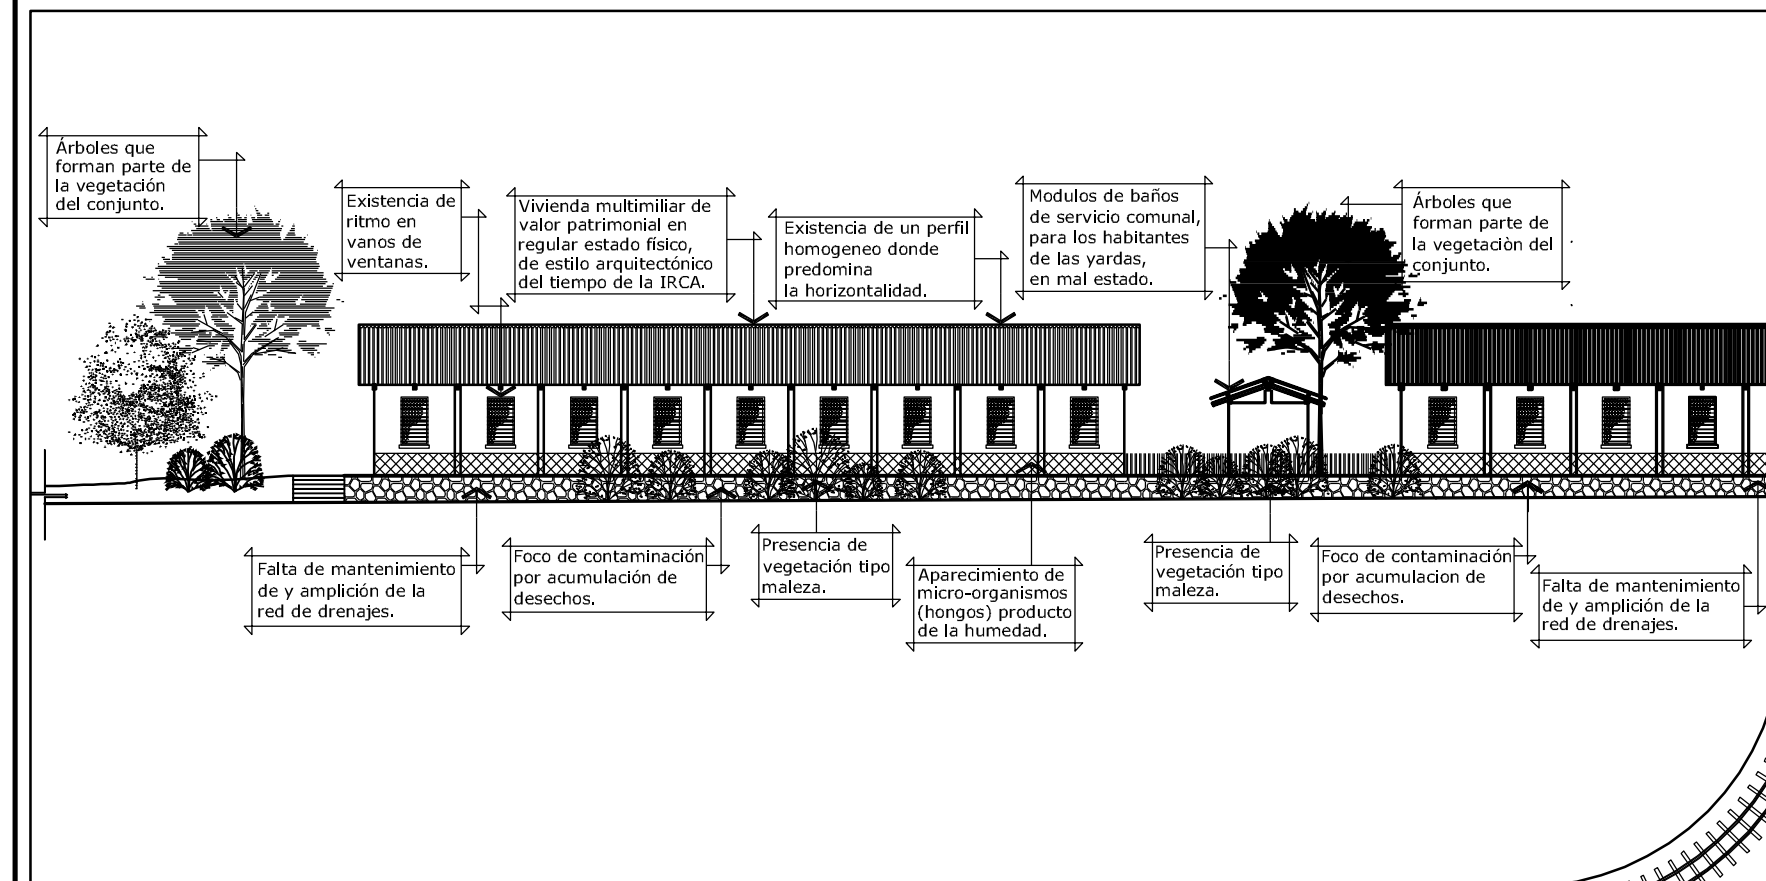 Árboles que
forman parte de
la vegetación
del conjunto.
Existencia de
ritmo en
vanos de
ventanas.
Vivienda multimiliar de
valor patrimonial en
regular estado físico,
de estilo arquitectónico
del tiempo de la IRCA.
Existencia de un perfil
homogeneo donde
predomina
la horizontalidad.
Modulos de baños
de servicio comunal,
para los habitantes
de las yardas,
en mal estado.
Árboles que
forman parte de
la vegetaciòn del
conjunto.
Falta de mantenimiento
de y amplición de la
red de drenajes.
Foco de contaminación
por acumulación de
desechos.
Presencia de
vegetación tipo
maleza.
Aparecimiento de
micro-organismos
(hongos) producto
de la humedad.
Presencia de
vegetación tipo
maleza.
Foco de contaminación
por acumulacion de
desechos.
Falta de mantenimiento
de y amplición de la
red de drenajes.